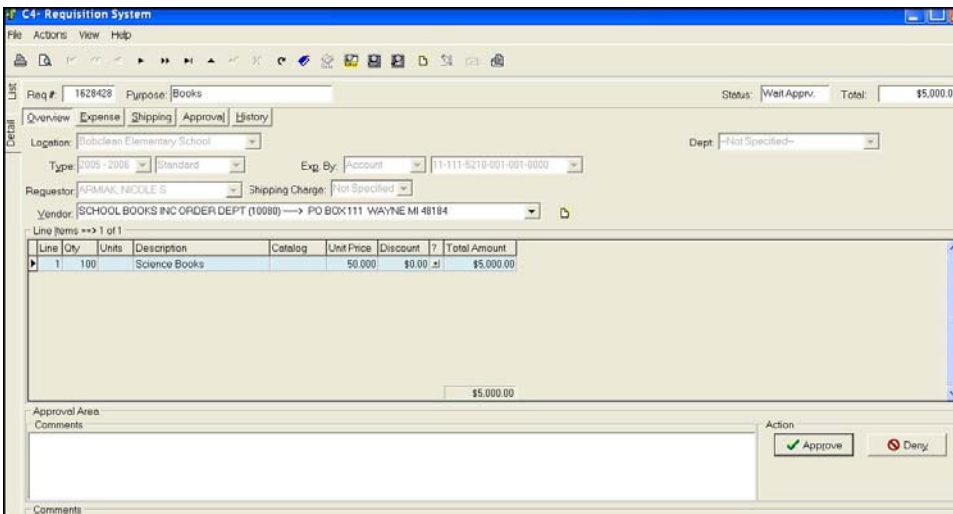 C4- Requisition System
File Actions View Help
List
Detail
Req #: 1628428 Purpose: Books Status: Wait Apprv. Total: $5,000.0
Overview Expense Shipping Approval History
Location: Bobclean Elementary School Dept: --Not Specified--
Type: 2005 - 2006 Standard Exp. By: Account 11-111-5210-001-001-0000
Requestor: ARMIAK, NICOLE S Shipping Charge: Not Specified
Vendor: SCHOOL BOOKS INC ORDER DEPT (10080) ---> PO BOX 111 WAYNE MI 48184
Line Items ==> 1 of 1
Line Qty Units Description Catalog Unit Price Discount ? Total Amount
1 100 Science Books 50.000 $0.00 $5,000.00
$5,000.00
Approval Area
Comments Action
Approve Deny
Comments